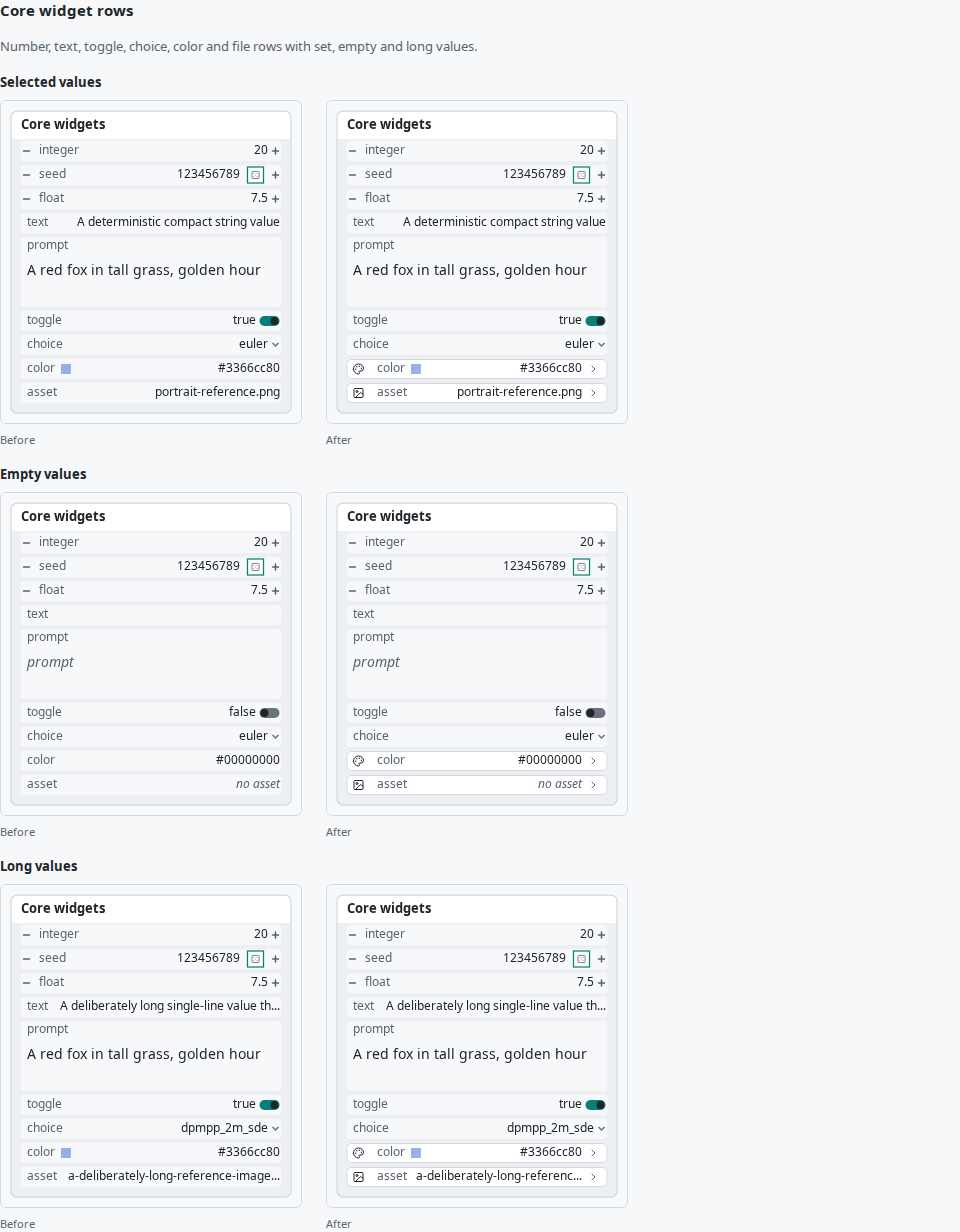 Core widget rows
Number, text, toggle, choice, color and file rows with set, empty and long values.
Selected values
Core widgets
integer 20
seed 123456789
float 7.5
text A deterministic compact string value
prompt
A red fox in tall grass, golden hour
toggle true
choice euler
color #3366cc80
asset portrait-reference.png
Before
Core widgets
integer 20
seed 123456789
float 7.5
text A deterministic compact string value
prompt
A red fox in tall grass, golden hour
toggle true
choice euler
color #3366cc80
asset portrait-reference.png
After
Empty values
Core widgets
integer 20
seed 123456789
float 7.5
text
prompt
prompt
toggle false
choice euler
color #00000000
asset no asset
Before
Core widgets
integer 20
seed 123456789
float 7.5
text
prompt
prompt
toggle false
choice euler
color #00000000
asset no asset
After
Long values
Core widgets
integer 20
seed 123456789
float 7.5
text A deliberately long single-line value th...
prompt
A red fox in tall grass, golden hour
toggle true
choice dpmpp_2m_sde
color #3366cc80
asset a-deliberately-long-reference-image...
Before
Core widgets
integer 20
seed 123456789
float 7.5
text A deliberately long single-line value th...
prompt
A red fox in tall grass, golden hour
toggle true
choice dpmpp_2m_sde
color #3366cc80
asset a-deliberately-long-referenc...
After